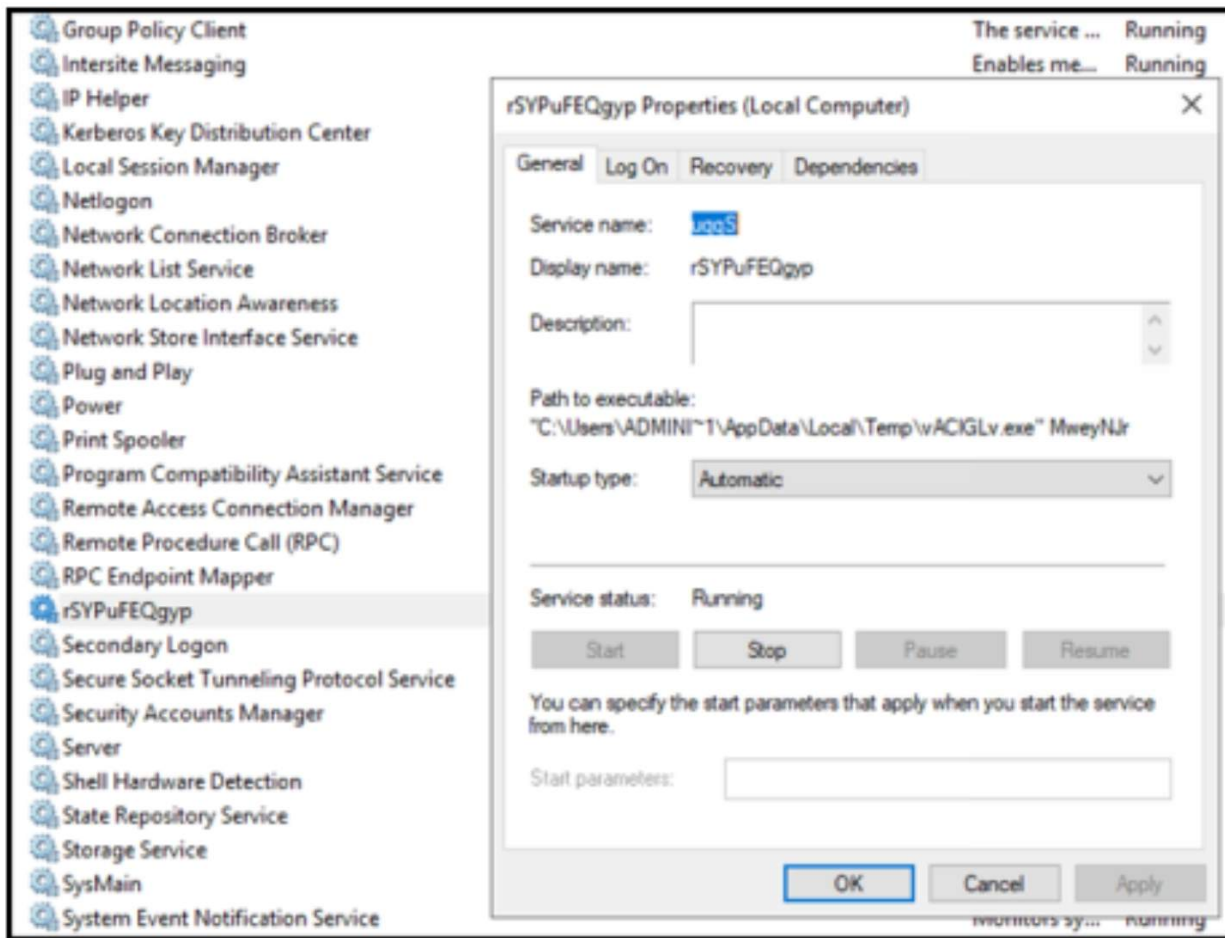 Group Policy Client The service ... Running
Intersite Messaging Enables me... Running
IP Helper
Kerberos Key Distribution Center
Local Session Manager
Netlogon
Network Connection Broker
Network List Service
Network Location Awareness
Network Store Interface Service
Plug and Play
Power
Print Spooler
Program Compatibility Assistant Service
Remote Access Connection Manager
Remote Procedure Call (RPC)
RPC Endpoint Mapper
rSYPuFEQgyp
Secondary Logon
Secure Socket Tunneling Protocol Service
Security Accounts Manager
Server
Shell Hardware Detection
State Repository Service
Storage Service
SysMain
System Event Notification Service Monitors sy... Running
rSYPuFEQgyp Properties (Local Computer)
General Log On Recovery Dependencies
Service name:
Display name: rSYPuFEQgyp
Description:
Path to executable:
"C:\Users\ADMINI~1\AppData\Local\Temp\vACIGLv.exe" MweyNJr
Startup type: Automatic
Service status: Running
Start Stop Pause Resume
You can specify the start parameters that apply when you start the service
from here.
Start parameters:
OK Cancel Apply